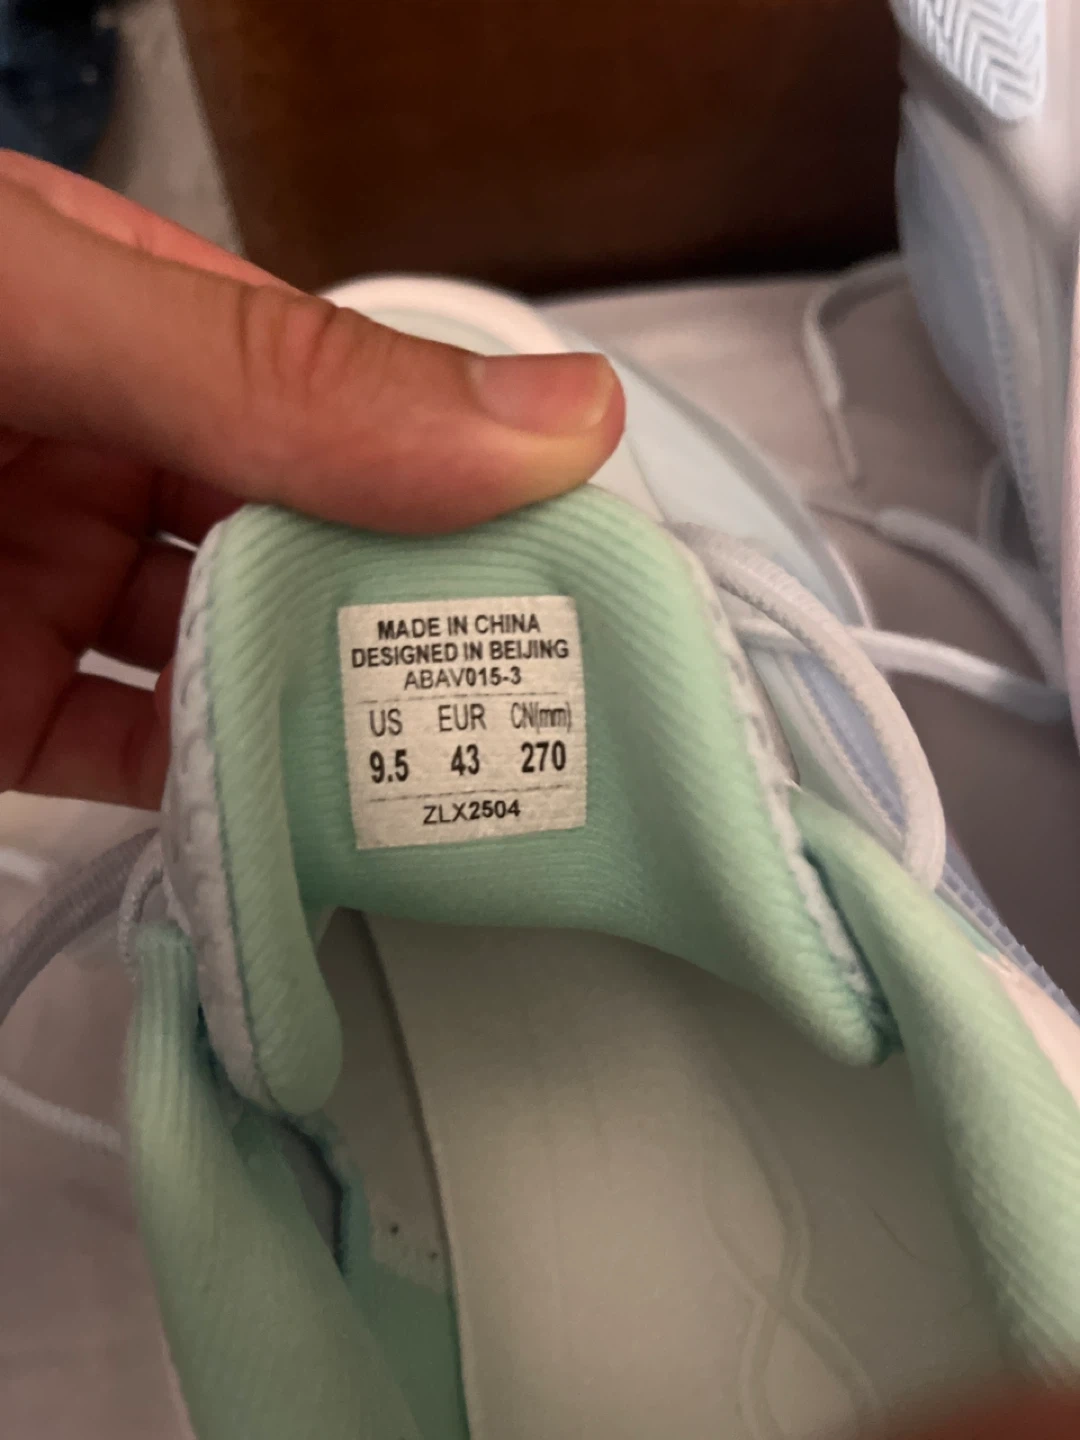 MADE IN CHINA
DESIGNED IN BEIJING
ABAV015-3
US EUR CN(mm)
9.5 43 270
ZLX2504